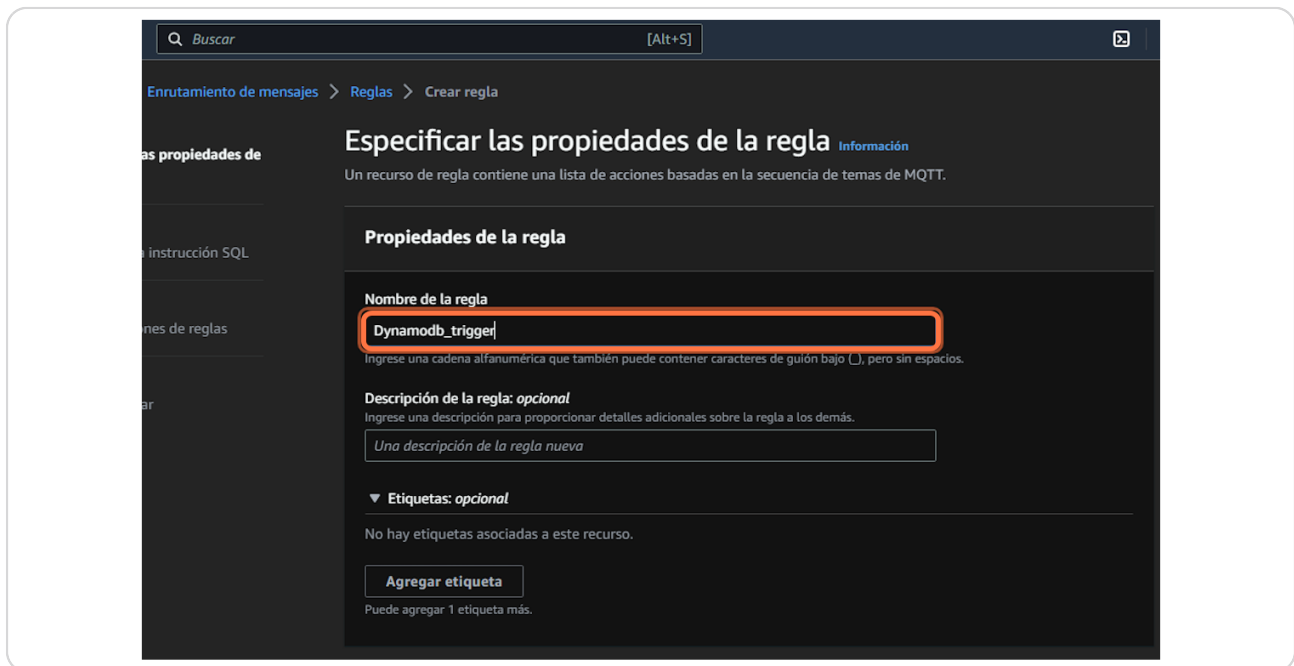 Buscar [Alt+S]
Enrutamiento de mensajes > Reglas > Crear regla
as propiedades de
instrucción SQL
nes de reglas
ar
Especificar las propiedades de la regla Información
Un recurso de regla contiene una lista de acciones basadas en la secuencia de temas de MQTT.
Propiedades de la regla
Nombre de la regla
Dynamodb_trigger
Ingrese una cadena alfanumérica que también puede contener caracteres de guión bajo (_), pero sin espacios.
Descripción de la regla: opcional
Ingrese una descripción para proporcionar detalles adicionales sobre la regla a los demás.
Una descripción de la regla nueva
Etiquetas: opcional
No hay etiquetas asociadas a este recurso.
Agregar etiqueta
Puede agregar 1 etiqueta más.